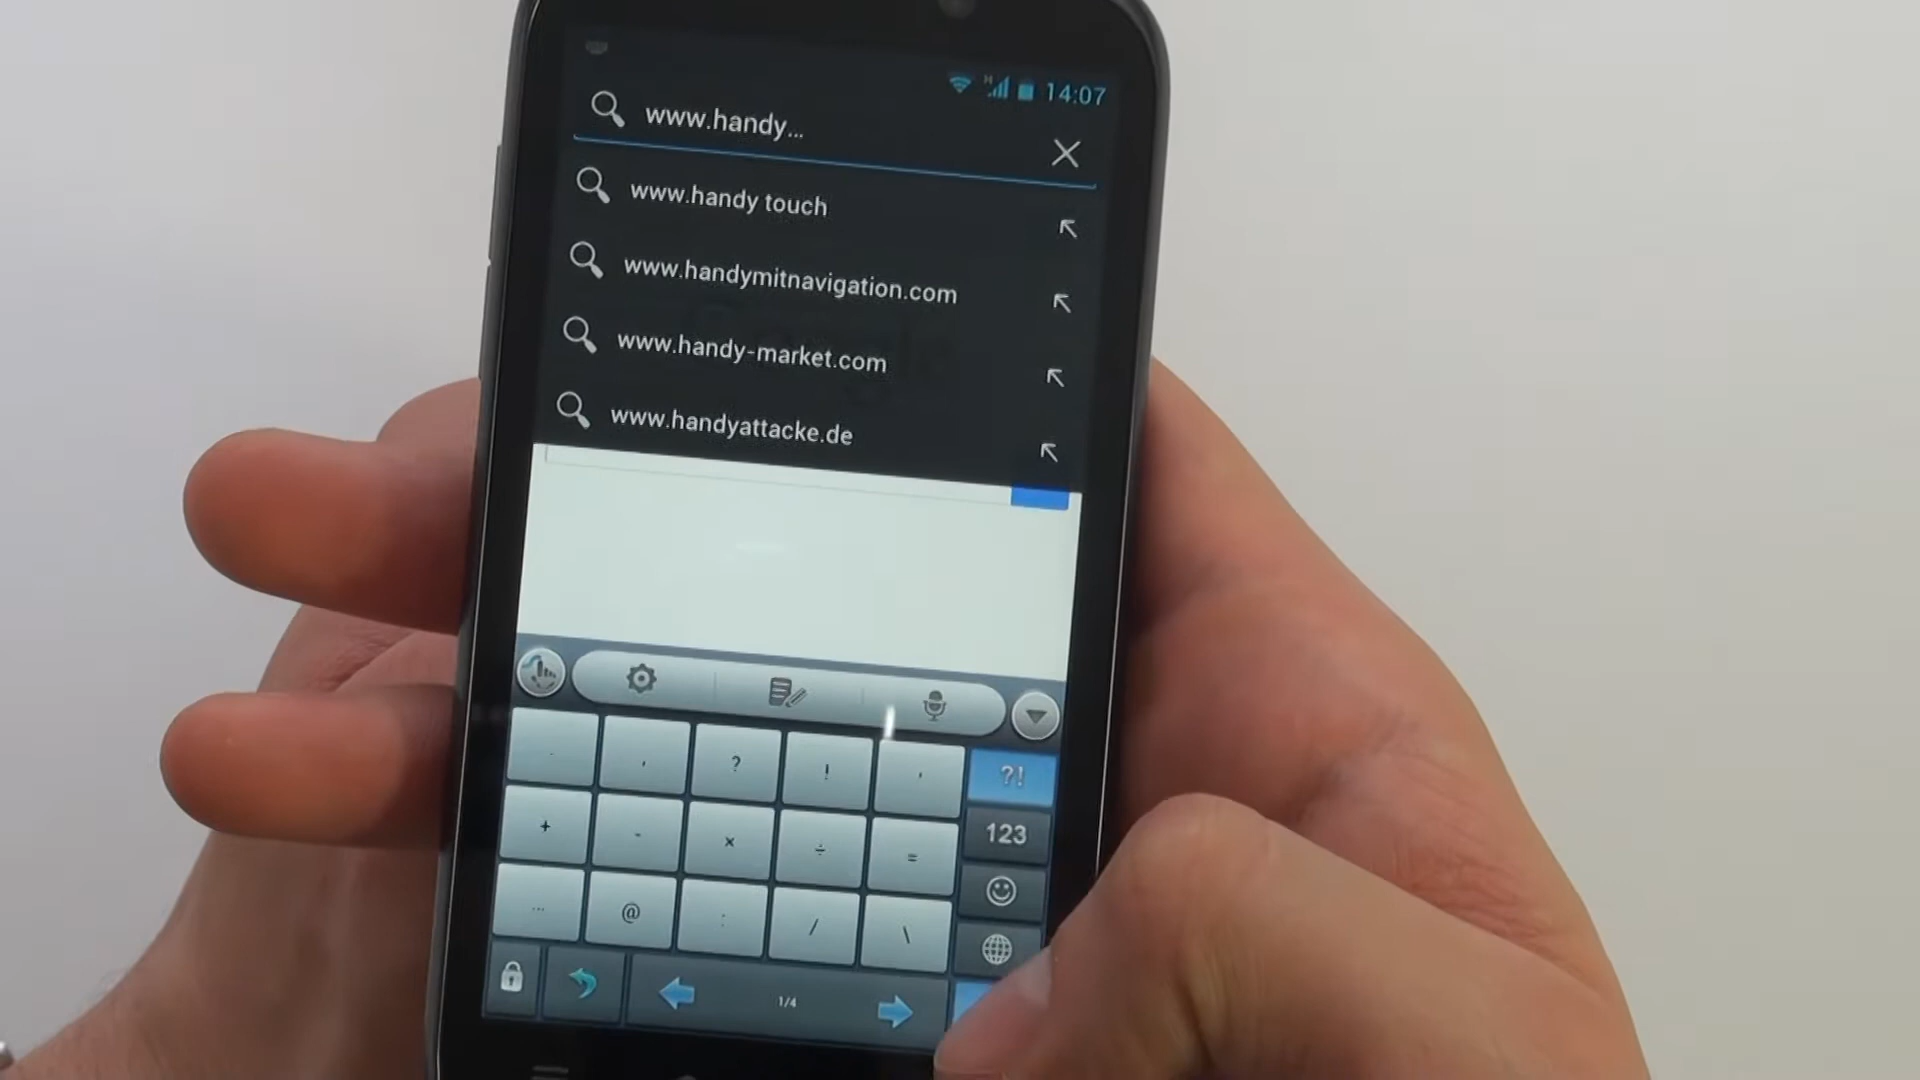 H 14:07
www.handy...
www.handy touch
www.handymitnavigation.com
www.handy-market.com
www.handyattacke.de
. , ? ! ' ?!
+ - × ÷ = 123
... @ : / \
1/4